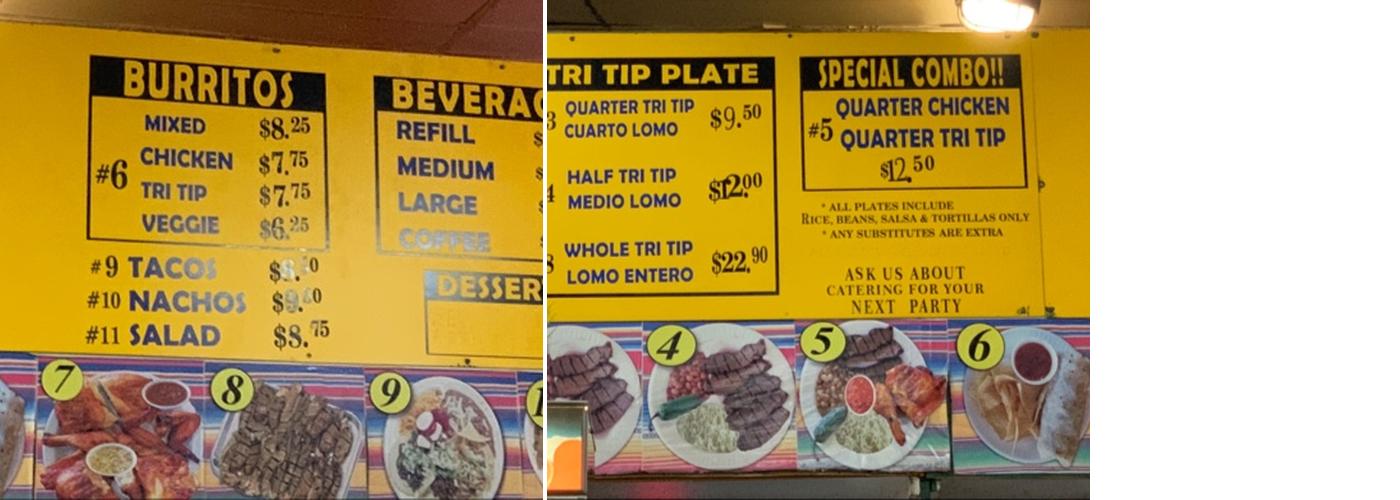 BURRITOS
MIXED $8.25
#6
CHICKEN $7.75
TRI TIP $7.75
VEGGIE $6.25
#9 TACOS
#10 NACHOS
#11 SALAD $8.75
REFILL
MEDIUM
LARGE
COFFEE
7
8
9
TRI TIP PLATE
QUARTER TRI TIP
CUARTO LOMO
$9.50
HALF TRI TIP
MEDIO LOMO
$12.00
WHOLE TRI TIP
LOMO ENTERO
$22.90
SPECIAL COMBO!!
#5
QUARTER CHICKEN
QUARTER TRI TIP
$12.50
* ALL PLATES INCLUDE
RICE, BEANS, SALSA & TORTILLAS ONLY
* ANY SUBSTITUTES ARE EXTRA
ASK US ABOUT
CATERING FOR YOUR
NEXT PARTY
4
5
6